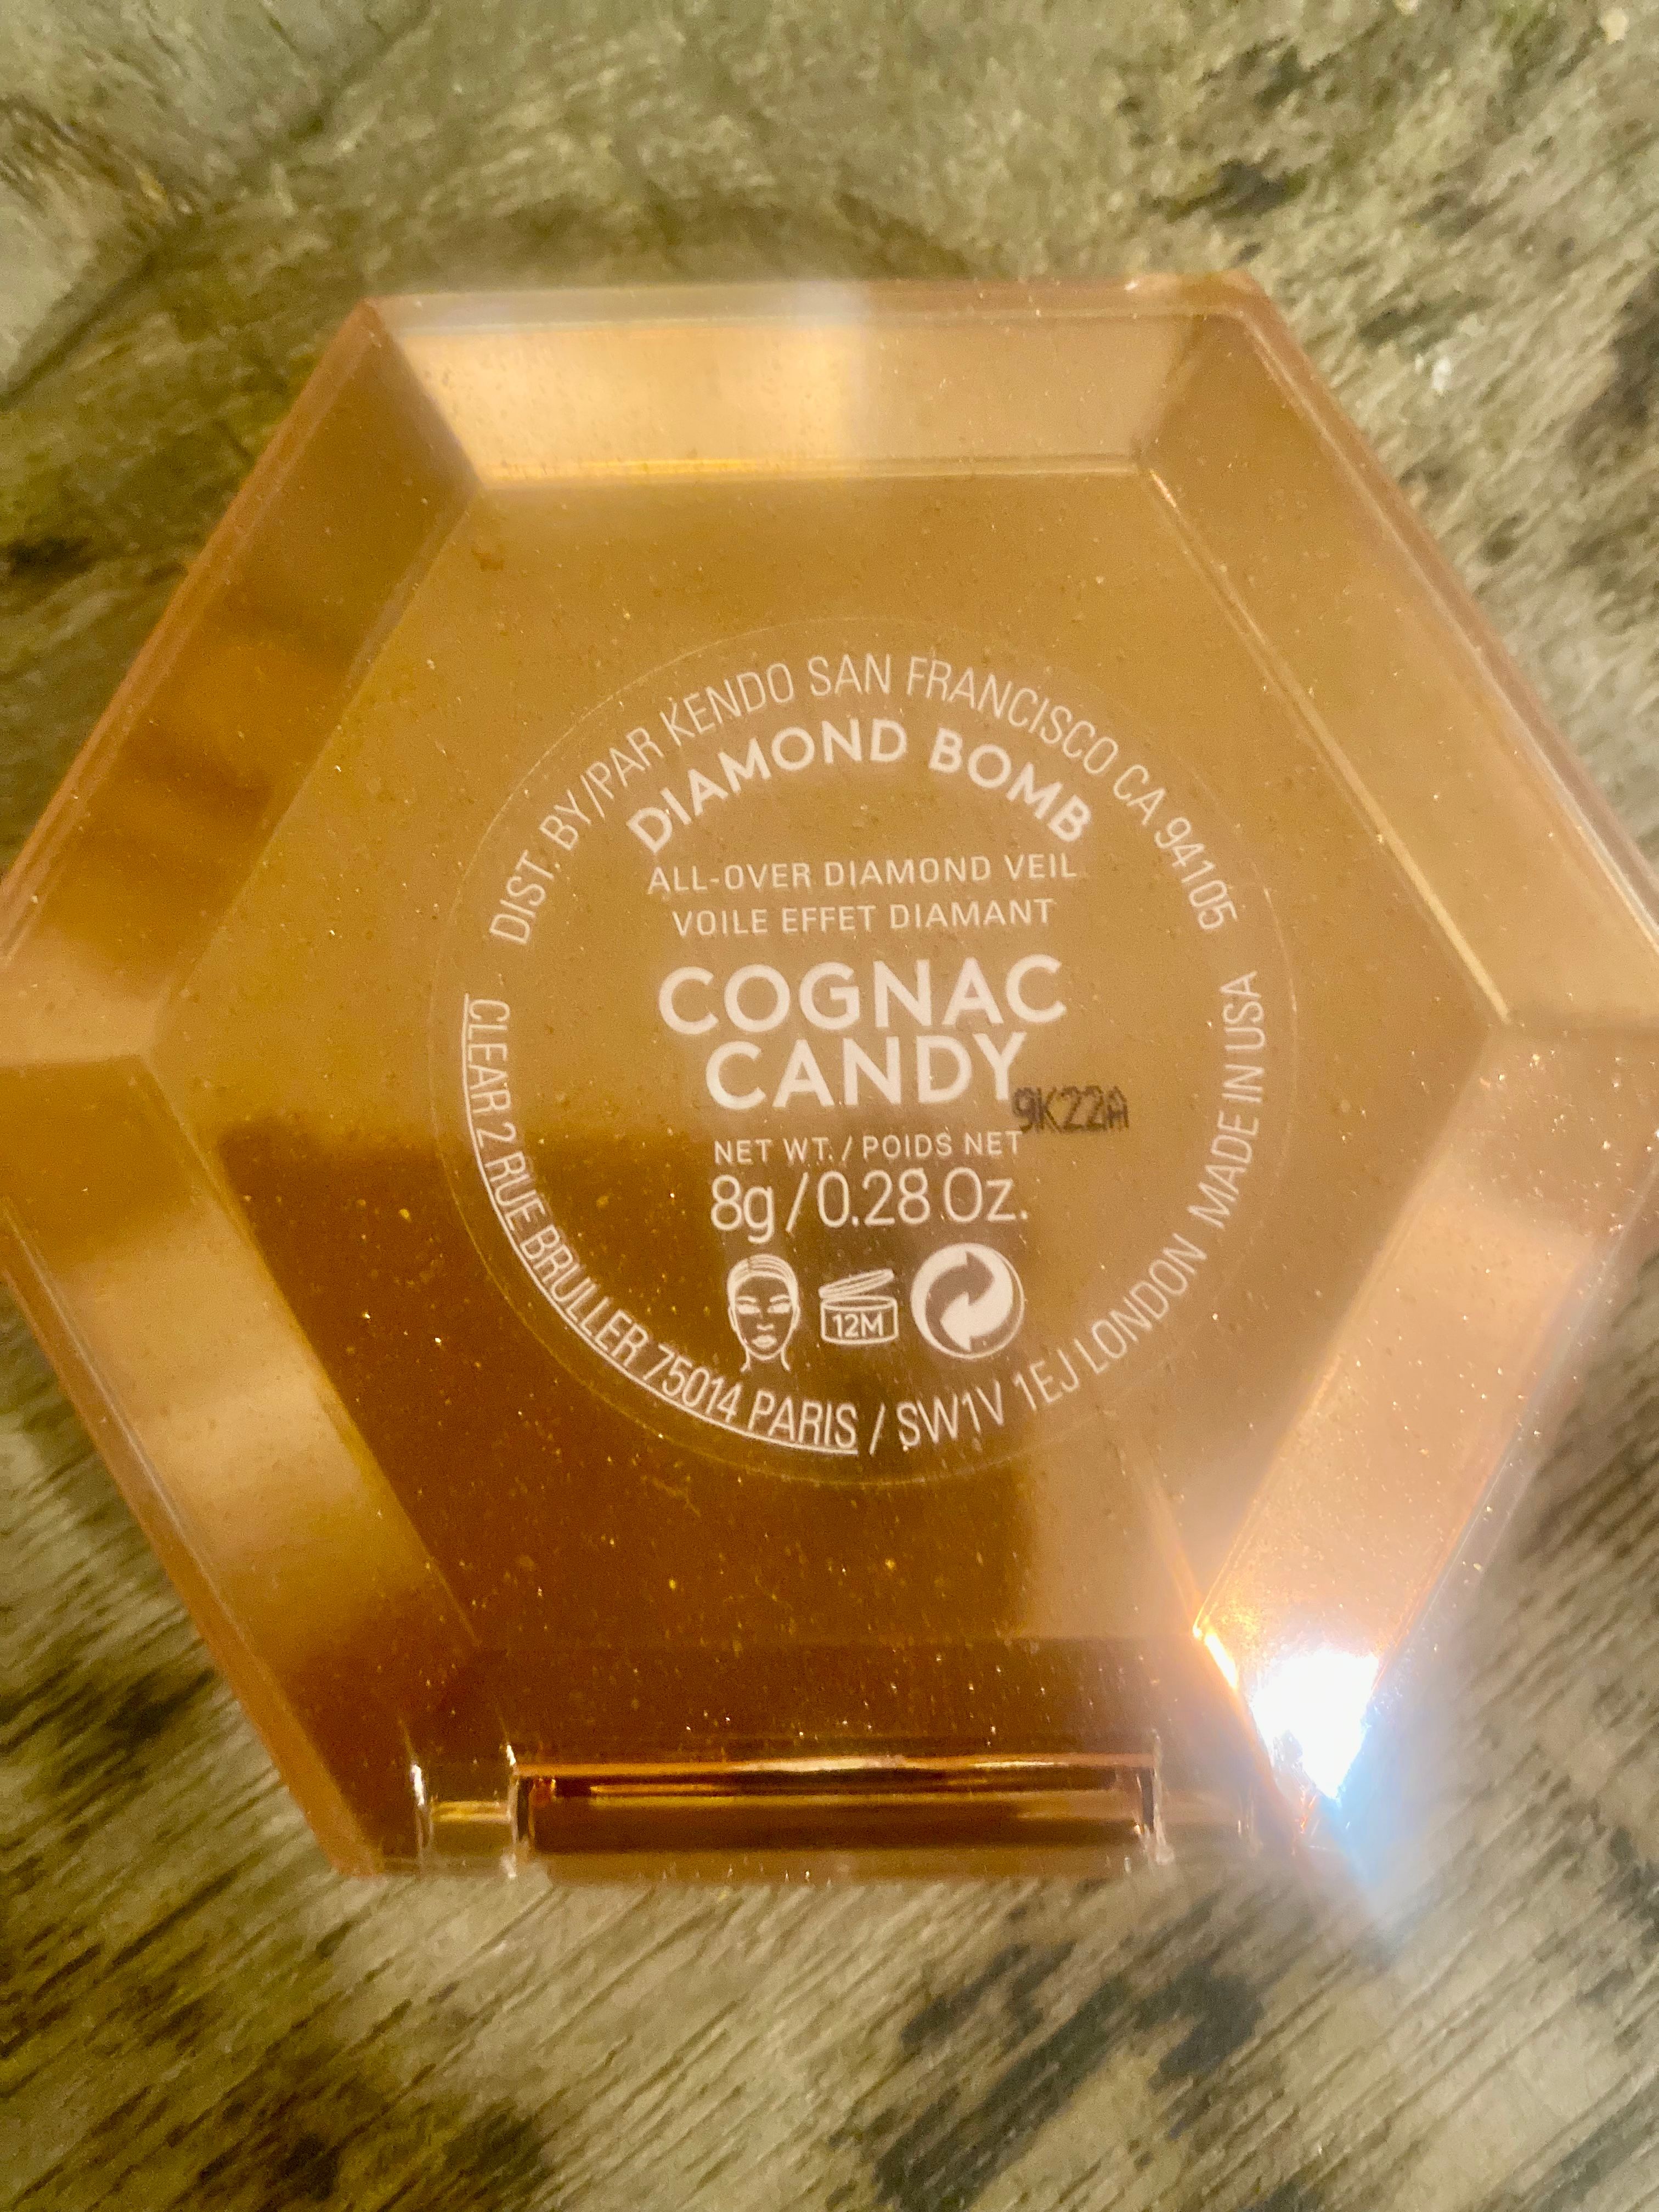 DIST. BY/PAR KENDO SAN FRANCISCO CA 94105
DIAMOND BOMB
ALL-OVER DIAMOND VEIL
VOILE EFFET DIAMANT
COGNAC
CANDY
9K22A
NET WT. / POIDS NET
8g/0.28 Oz.
12M
CLEAR 2 RUE BRULLER 75014 PARIS / SW1V 1EJ LONDON MADE IN USA